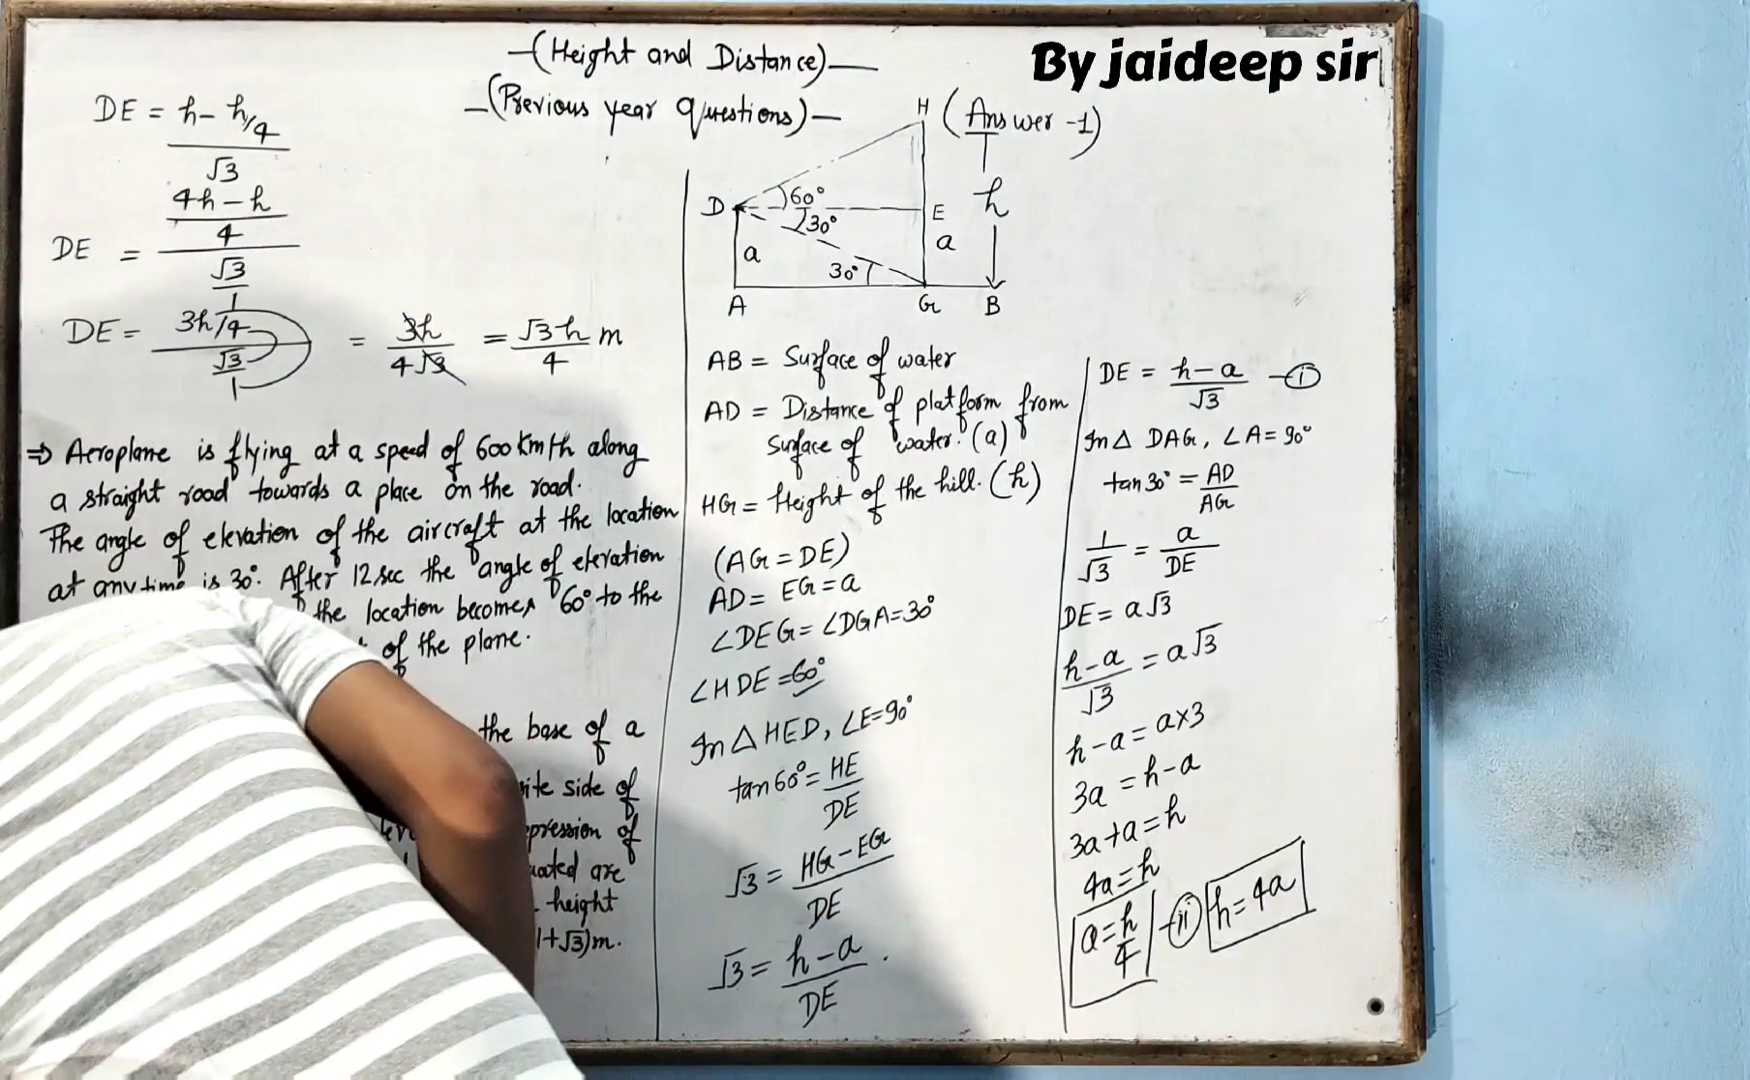 (Height and Distance)
By jaideep sir
(Previous year questions)
(Answer-1)
DE = h - h/4
√3
4h - h
4
DE =
√3
1
DE = 3h/4
√3
1
= 3h
4√3
= √3h m
4
⇒ Aeroplane is flying at a speed of 600 km/h along
a straight road towards a place on the road.
The angle of elevation of the aircraft at the location
at any time is 30°. After 12 sec the angle of elevation
the location becomes 60° to the
of the plane.
the base of a
side of
pression of
are
height
1+√3)m.
H
D
60°
30°
E
h
a
a
30°
A
G
B
AB = Surface of water
AD = Distance of platform from
Surface of water. (a)
HG = Height of the hill. (h)
(AG = DE)
AD = EG = a
∠DEG = ∠DGA = 30°
∠HDE = 60°
In △ HED, ∠E = 90°
tan 60° = HE
DE
√3 = HG - EG
DE
√3 = h - a
DE
DE = h - a — (i)
√3
In △ DAG, ∠A = 90°
tan 30° = AD
AG
1 = a
√3 DE
DE = a√3
h - a = a√3
√3
h - a = a×3
3a = h - a
3a + a = h
4a = h
a = h — (ii) h = 4a
4